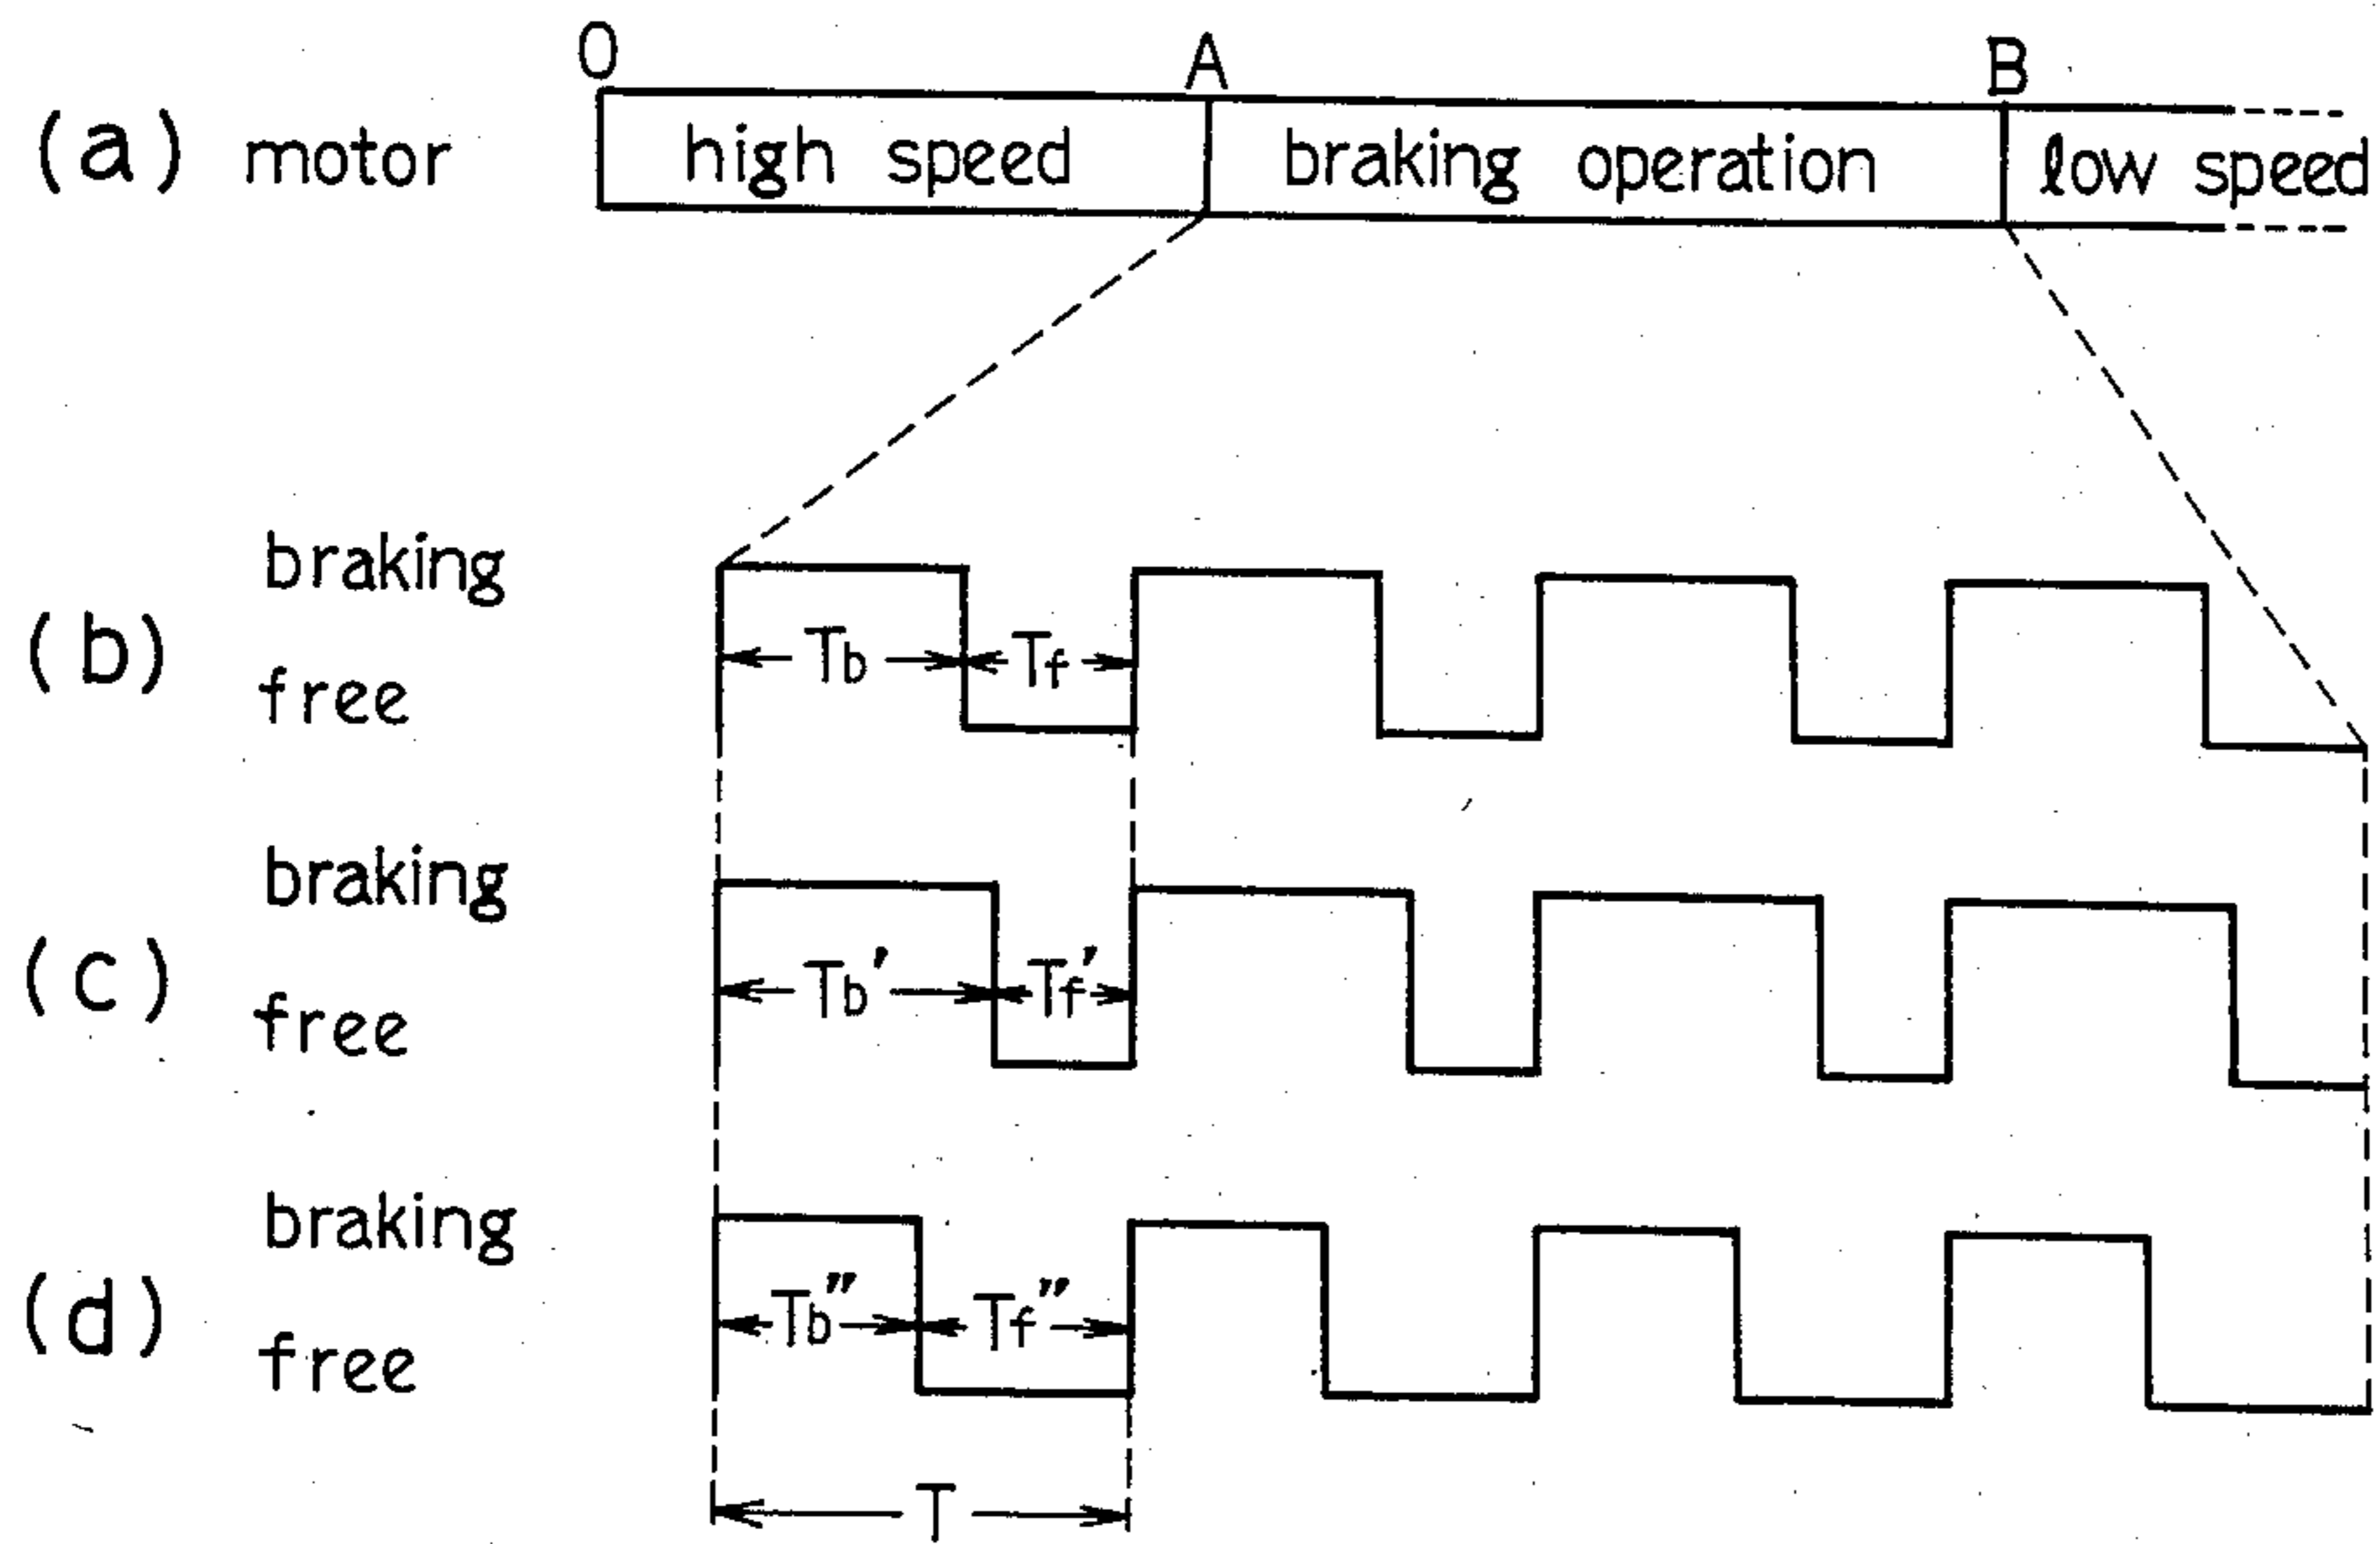 O A B
(a) motor high speed braking operation low speed
braking
(b) Tb Tf
free
braking
(c) Tb' Tf'
free
braking
(d) Tb" Tf"
free
T